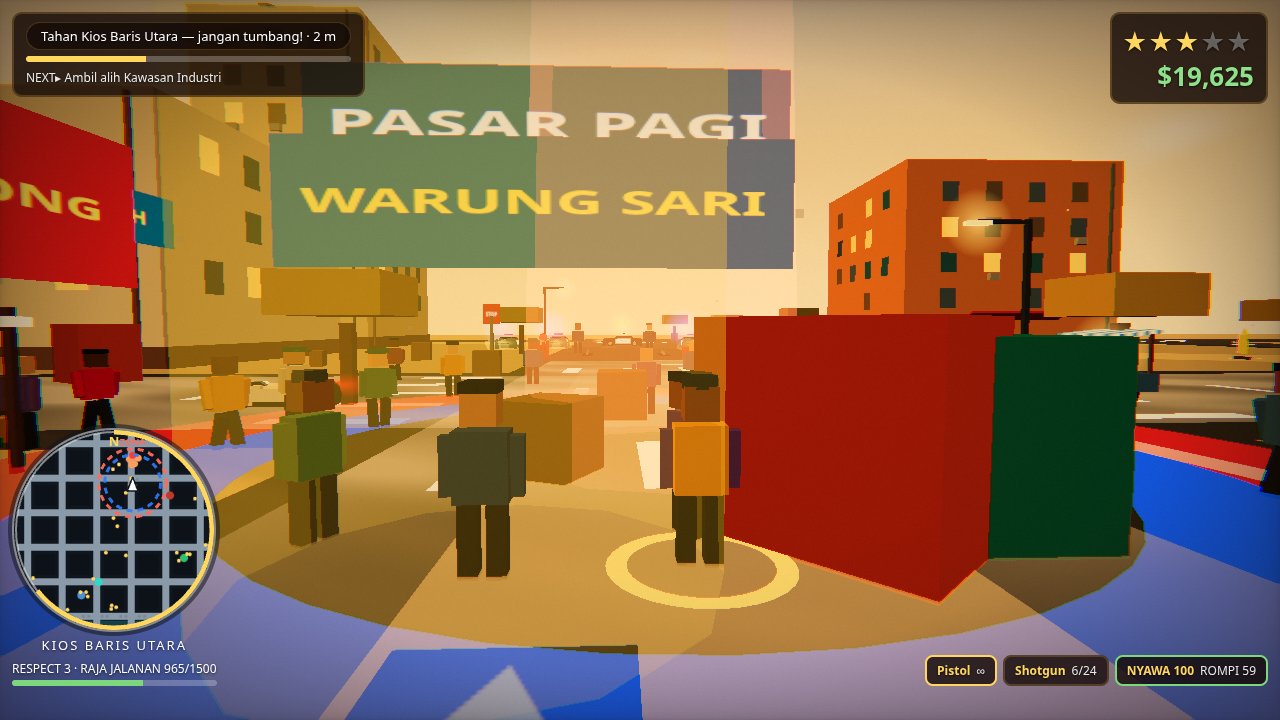 Tahan Kios Baris Utara — jangan tumbang! · 2 m
NEXT▸ Ambil alih Kawasan Industri
$19,625
PASAR PAGI
WARUNG SARI
N
KIOS BARIS UTARA
RESPECT 3 · RAJA JALANAN 965/1500
Pistol ∞
Shotgun 6/24
NYAWA 100 ROMPI 59